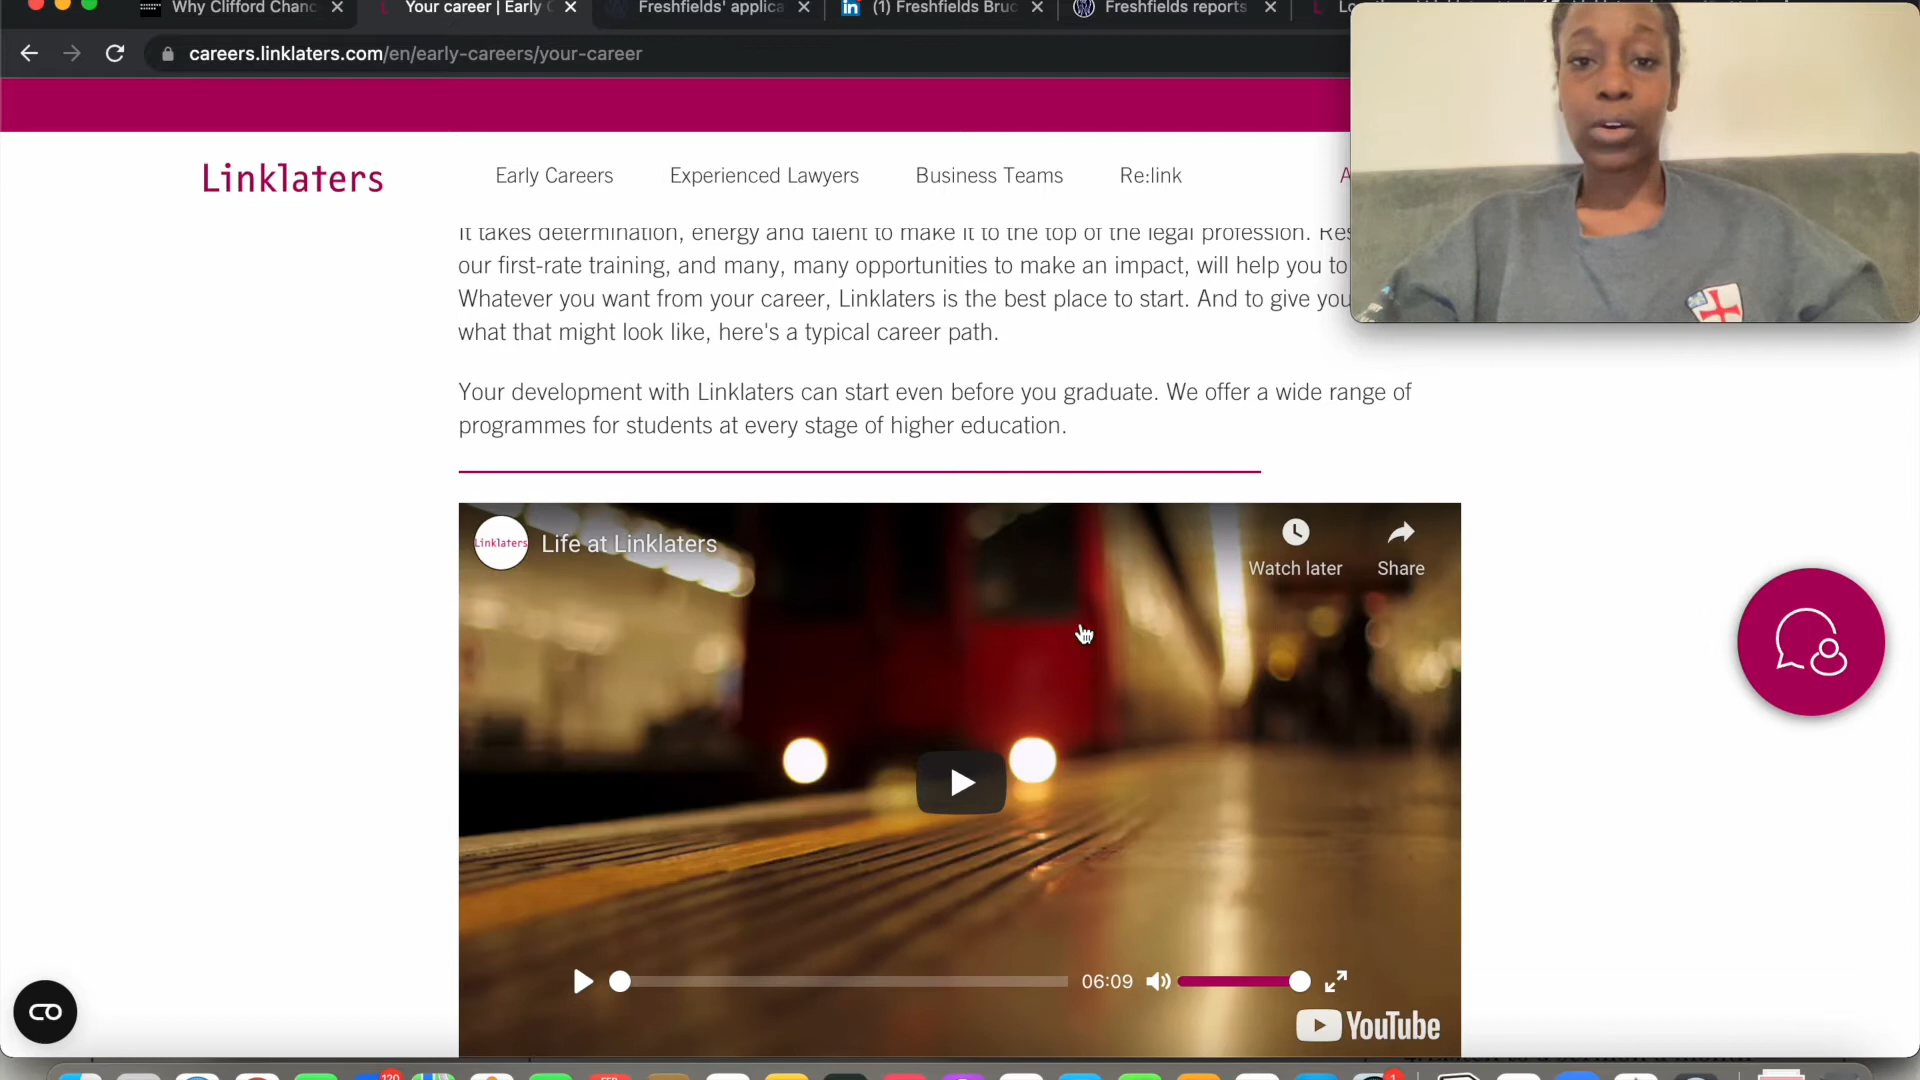 Why Clifford Chanc
Your career | Early C
Freshfields' applica
(1) Freshfields Bruc
Freshfields reports
careers.linklaters.com/en/early-careers/your-career
Linklaters
Early Careers
Experienced Lawyers
Business Teams
Re:link
It takes determination, energy and talent to make it to the top of the legal profession. Res
our first-rate training, and many, many opportunities to make an impact, will help you to
Whatever you want from your career, Linklaters is the best place to start. And to give you
what that might look like, here's a typical career path.
Your development with Linklaters can start even before you graduate. We offer a wide range of
programmes for students at every stage of higher education.
Linklaters
Life at Linklaters
Watch later
Share
06:09
YouTube
120
FEB
1